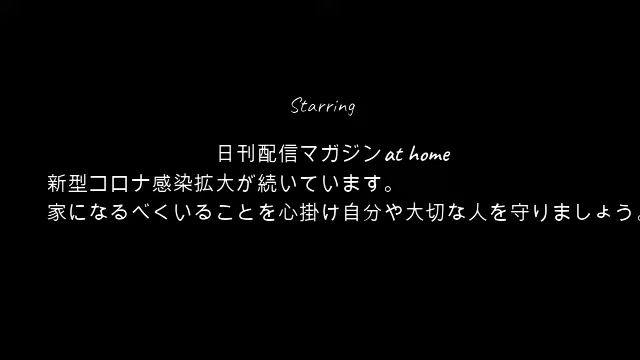 Starring
日刊配信マガジンat home
新型コロナ感染拡大が続いています。
家になるべくいることを心掛け自分や大切な人を守りましょう。